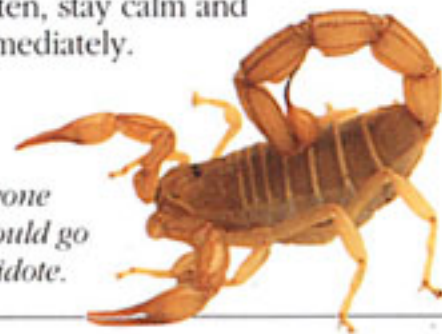 ten, stay calm and
mediately.
one
ould go
idote.